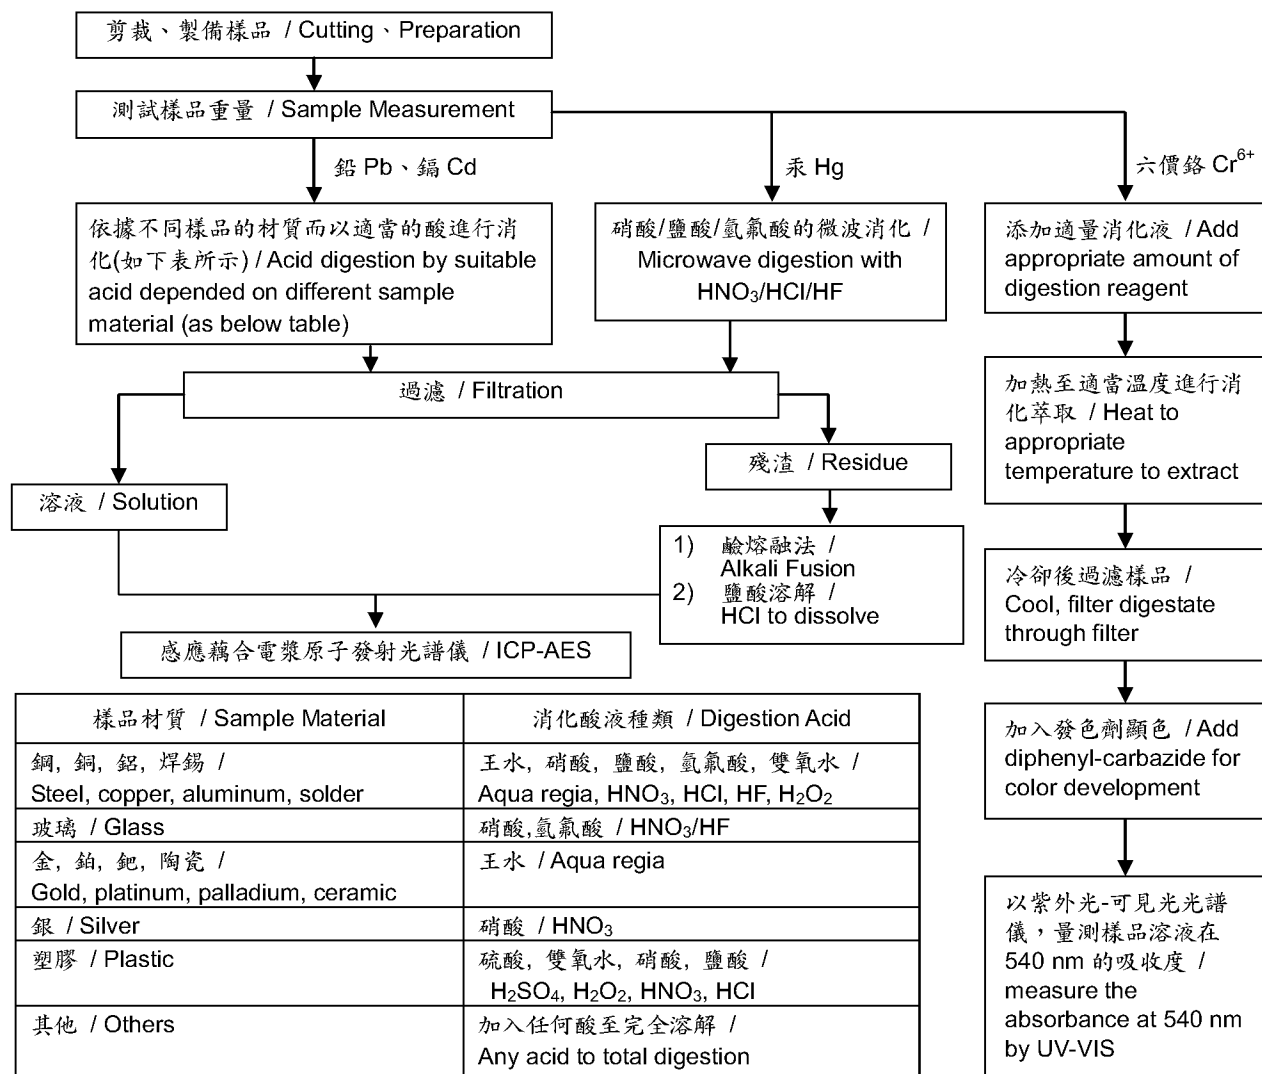 剪裁、製備樣品 / Cutting、Preparation
測試樣品重量 / Sample Measurement
鉛 Pb、鎘 Cd
汞 Hg
六價鉻 Cr⁶⁺
依據不同樣品的材質而以適當的酸進行消
化(如下表所示) / Acid digestion by suitable
acid depended on different sample
material (as below table)
硝酸/鹽酸/氫氟酸的微波消化 /
Microwave digestion with
HNO₃/HCl/HF
添加適量消化液 / Add
appropriate amount of
digestion reagent
過濾 / Filtration
加熱至適當溫度進行消
化萃取 / Heat to
appropriate
temperature to extract
溶液 / Solution
殘渣 / Residue
1) 鹼熔融法 /
Alkali Fusion
2) 鹽酸溶解 /
HCl to dissolve
冷卻後過濾樣品 /
Cool, filter digestate
through filter
感應藕合電漿原子發射光譜儀 / ICP-AES
加入發色劑顯色 / Add
diphenyl-carbazide for
color development
以紫外光-可見光光譜
儀，量測樣品溶液在
540 nm 的吸收度 /
measure the
absorbance at 540 nm
by UV-VIS
樣品材質 / Sample Material
消化酸液種類 / Digestion Acid
鋼, 銅, 鋁, 焊錫 /
Steel, copper, aluminum, solder
王水, 硝酸, 鹽酸, 氫氟酸, 雙氧水 /
Aqua regia, HNO₃, HCl, HF, H₂O₂
玻璃 / Glass
硝酸,氫氟酸 / HNO₃/HF
金, 鉑, 鈀, 陶瓷 /
Gold, platinum, palladium, ceramic
王水 / Aqua regia
銀 / Silver
硝酸 / HNO₃
塑膠 / Plastic
硫酸, 雙氧水, 硝酸, 鹽酸 /
H₂SO₄, H₂O₂, HNO₃, HCl
其他 / Others
加入任何酸至完全溶解 /
Any acid to total digestion